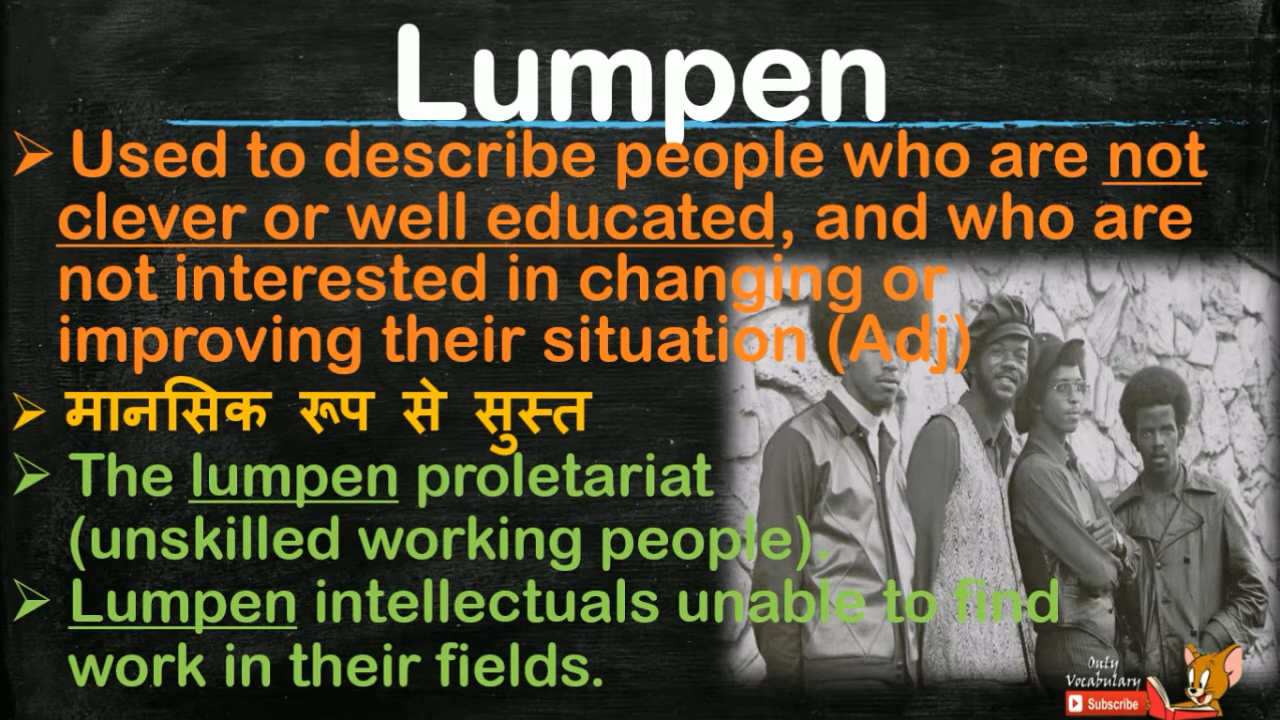 Lumpen
➢ Used to describe people who are not
clever or well educated, and who are
not interested in changing or
improving their situation (Adj)
➢ मानसिक रूप से सुस्त
➢ The lumpen proletariat
(unskilled working people).
➢ Lumpen intellectuals unable to find
work in their fields.
Only
Vocabulary
Subscribe